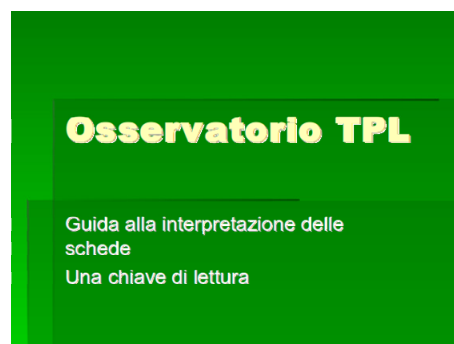 Osservatorio TPL
Guida alla interpretazione delle
schede
Una chiave di lettura